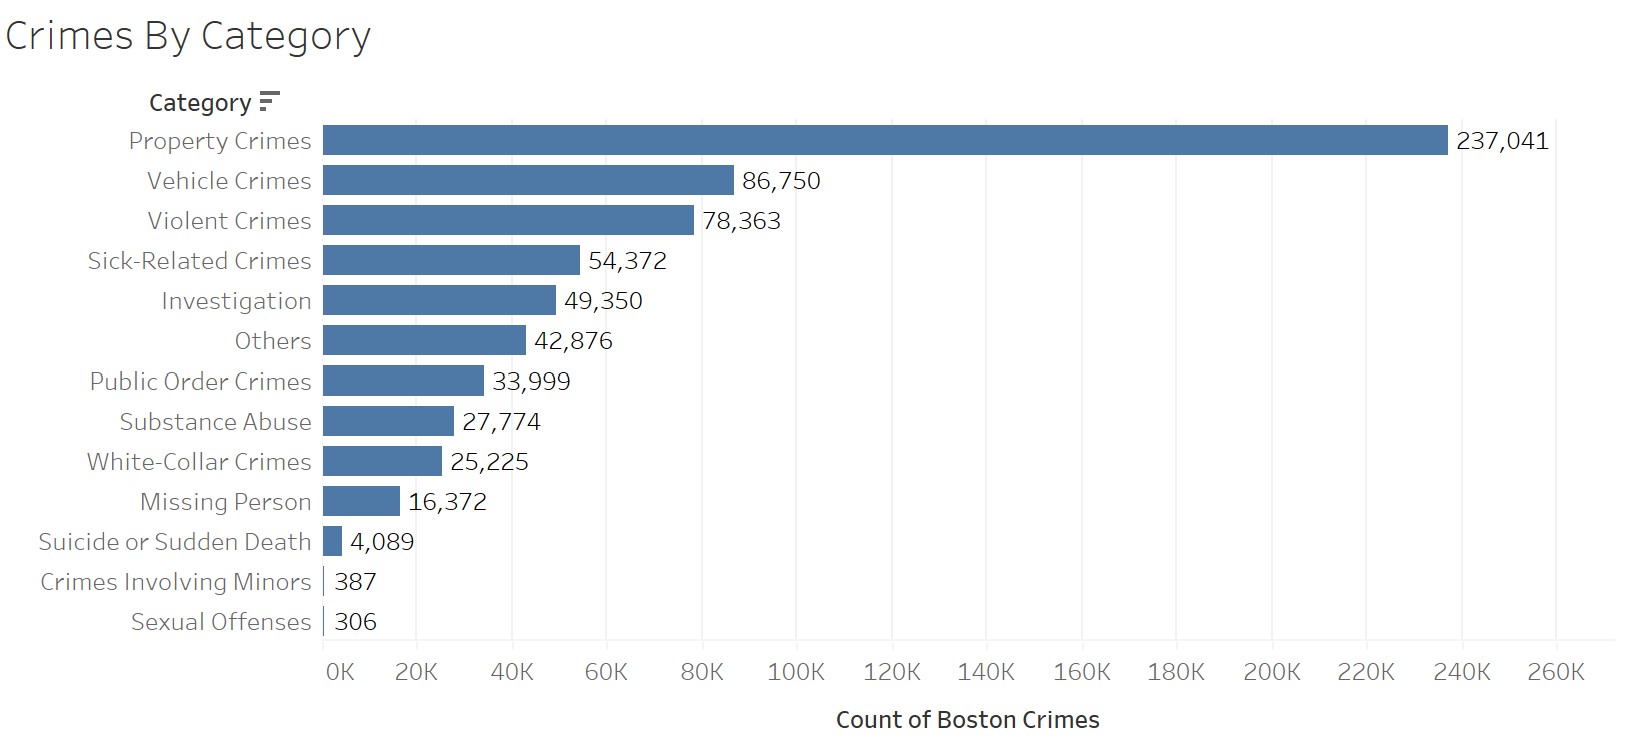 Crimes By Category
Category
Property Crimes 237,041
Vehicle Crimes 86,750
Violent Crimes 78,363
Sick-Related Crimes 54,372
Investigation 49,350
Others 42,876
Public Order Crimes 33,999
Substance Abuse 27,774
White-Collar Crimes 25,225
Missing Person 16,372
Suicide or Sudden Death 4,089
Crimes Involving Minors 387
Sexual Offenses 306
0K 20K 40K 60K 80K 100K 120K 140K 160K 180K 200K 220K 240K 260K
Count of Boston Crimes